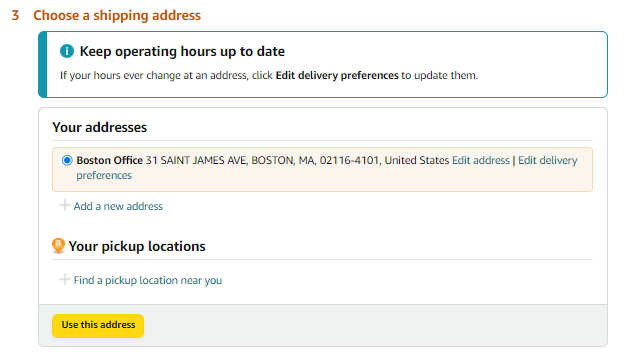 3 Choose a shipping address
Keep operating hours up to date
If your hours ever change at an address, click Edit delivery preferences to update them.
Your addresses
Boston Office 31 SAINT JAMES AVE, BOSTON, MA, 02116-4101, United States Edit address | Edit delivery
preferences
Add a new address
Your pickup locations
Find a pickup location near you
Use this address